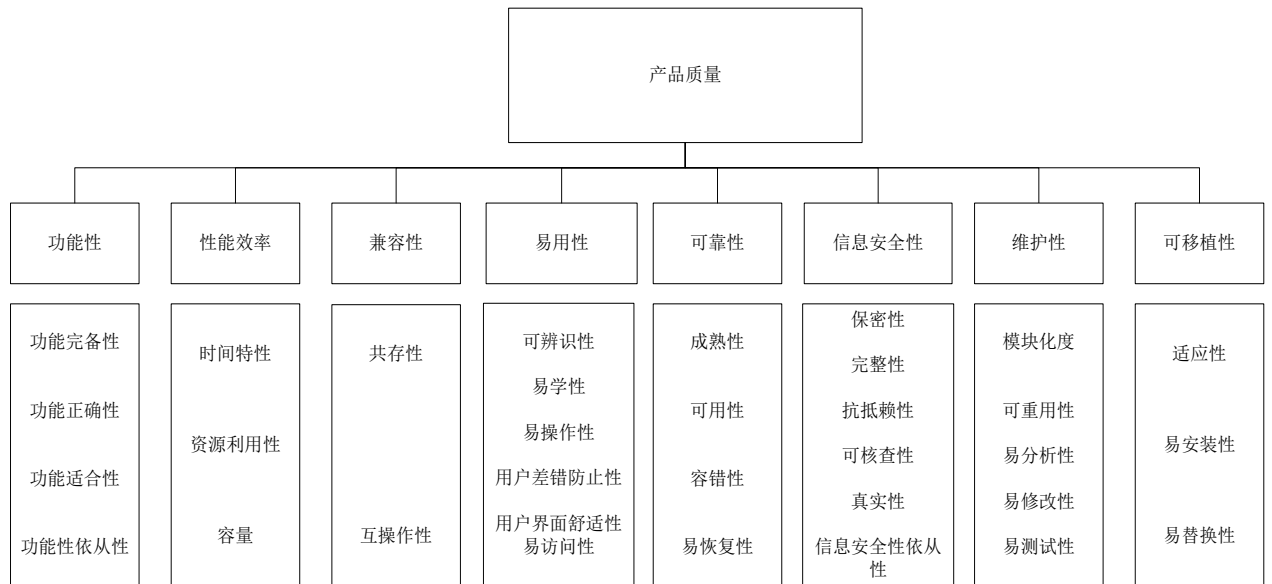 产品质量
功能性
性能效率
兼容性
易用性
可靠性
信息安全性
维护性
可移植性
功能完备性
功能正确性
功能适合性
功能性依从性
时间特性
资源利用性
容量
共存性
互操作性
可辨识性
易学性
易操作性
用户差错防止性
用户界面舒适性
易访问性
成熟性
可用性
容错性
易恢复性
保密性
完整性
抗抵赖性
可核查性
真实性
信息安全性依从
性
模块化度
可重用性
易分析性
易修改性
易测试性
适应性
易安装性
易替换性